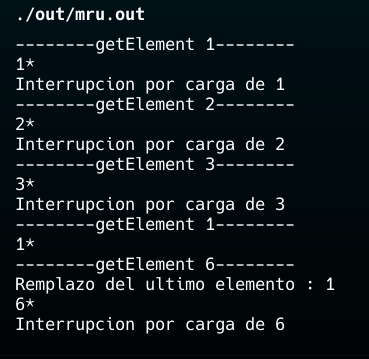 ./out/mru.out
--------getElement 1--------
1*
Interrupcion por carga de 1
--------getElement 2--------
2*
Interrupcion por carga de 2
--------getElement 3--------
3*
Interrupcion por carga de 3
--------getElement 1--------
1*
--------getElement 6--------
Remplazo del ultimo elemento : 1
6*
Interrupcion por carga de 6